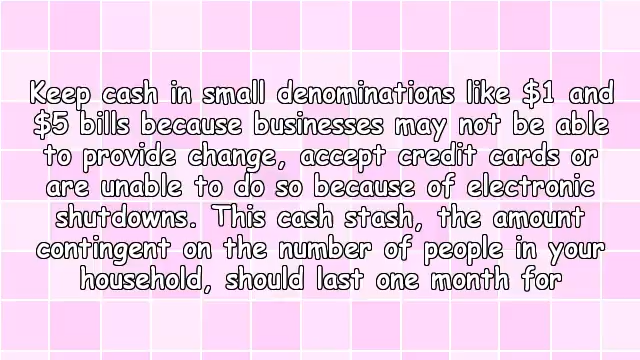 Keep cash in small denominations like $1 and
$5 bills because businesses may not be able
to provide change, accept credit cards or
are unable to do so because of electronic
shutdowns. This cash stash, the amount
contingent on the number of people in your
household, should last one month for